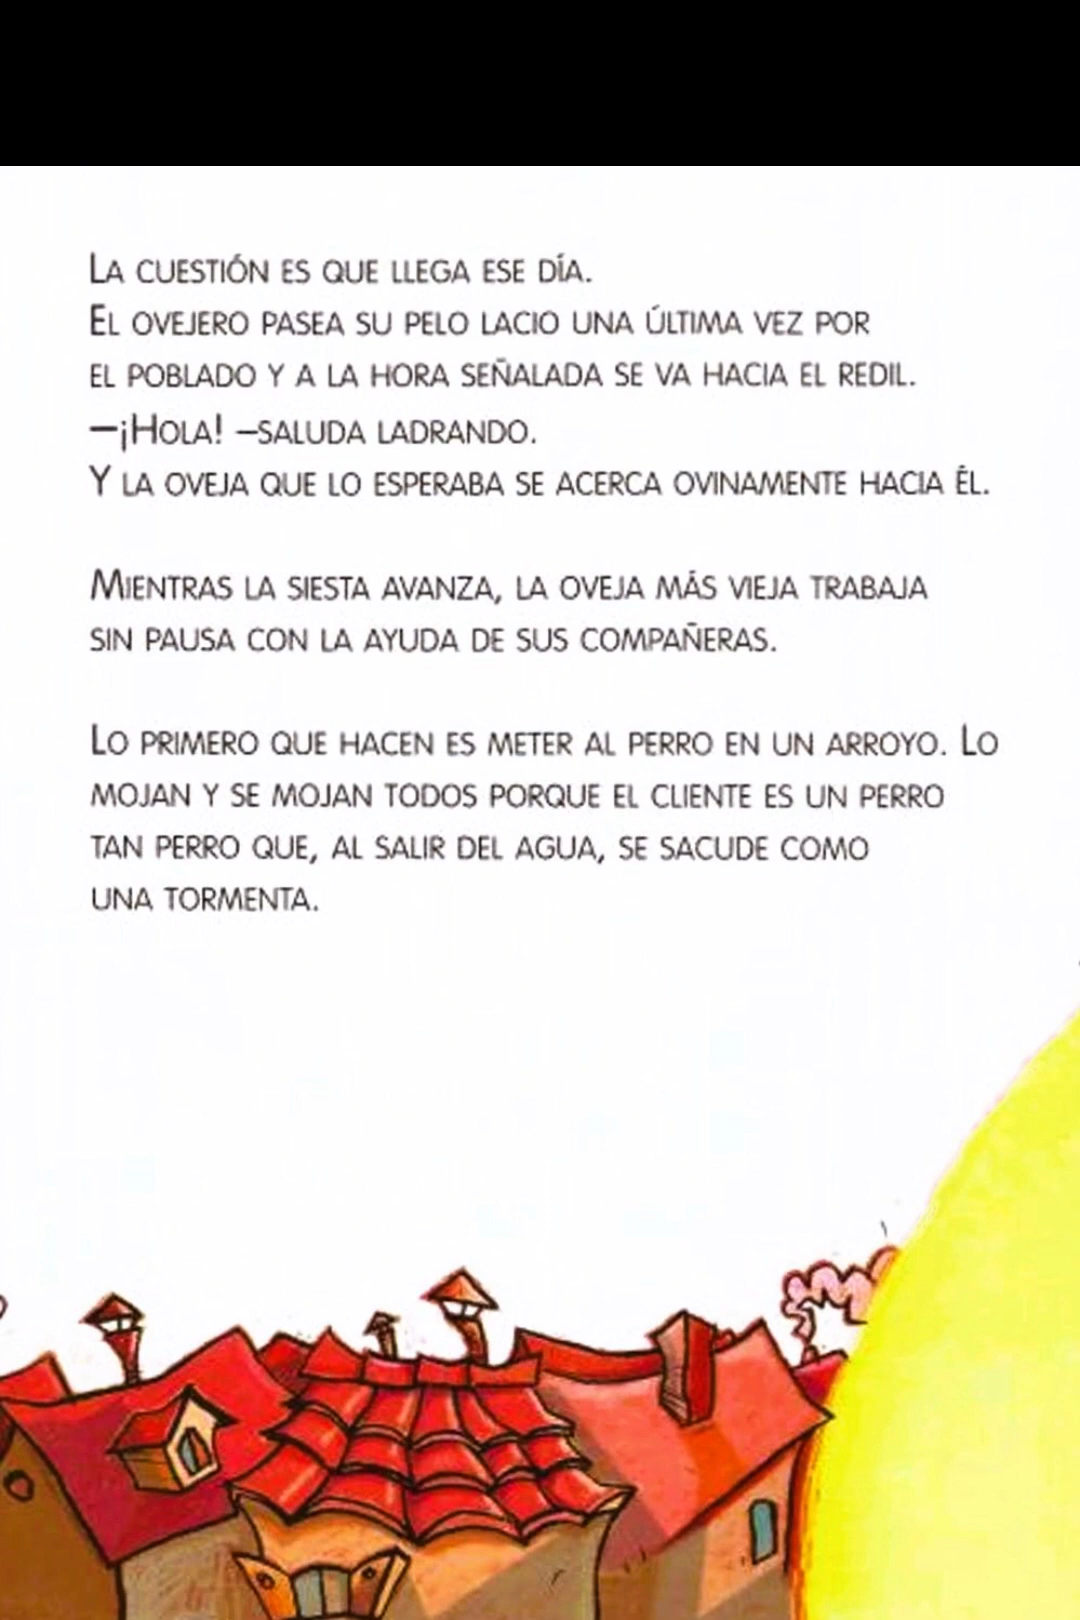 LA CUESTIÓN ES QUE LLEGA ESE DÍA.
EL OVEJERO PASEA SU PELO LACIO UNA ÚLTIMA VEZ POR
EL POBLADO Y A LA HORA SEÑALADA SE VA HACIA EL REDIL.
—¡HOLA! —SALUDA LADRANDO.
Y LA OVEJA QUE LO ESPERABA SE ACERCA OVINAMENTE HACIA ÉL.
MIENTRAS LA SIESTA AVANZA, LA OVEJA MÁS VIEJA TRABAJA
SIN PAUSA CON LA AYUDA DE SUS COMPAÑERAS.
LO PRIMERO QUE HACEN ES METER AL PERRO EN UN ARROYO. LO
MOJAN Y SE MOJAN TODOS PORQUE EL CLIENTE ES UN PERRO
TAN PERRO QUE, AL SALIR DEL AGUA, SE SACUDE COMO
UNA TORMENTA.